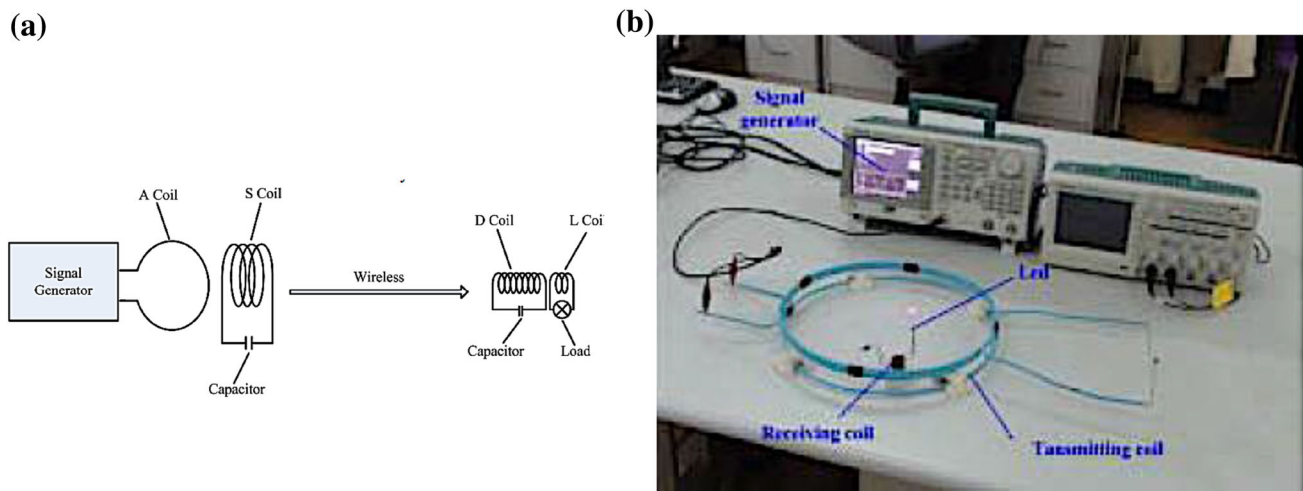 (a)
A Coil
S Coil
D Coil
L Coi
Signal
Generator
Wireless
Capacitor
Capacitor
Load
(b)
Signal
generator
Led
Receiving coil
Tansmitting coil